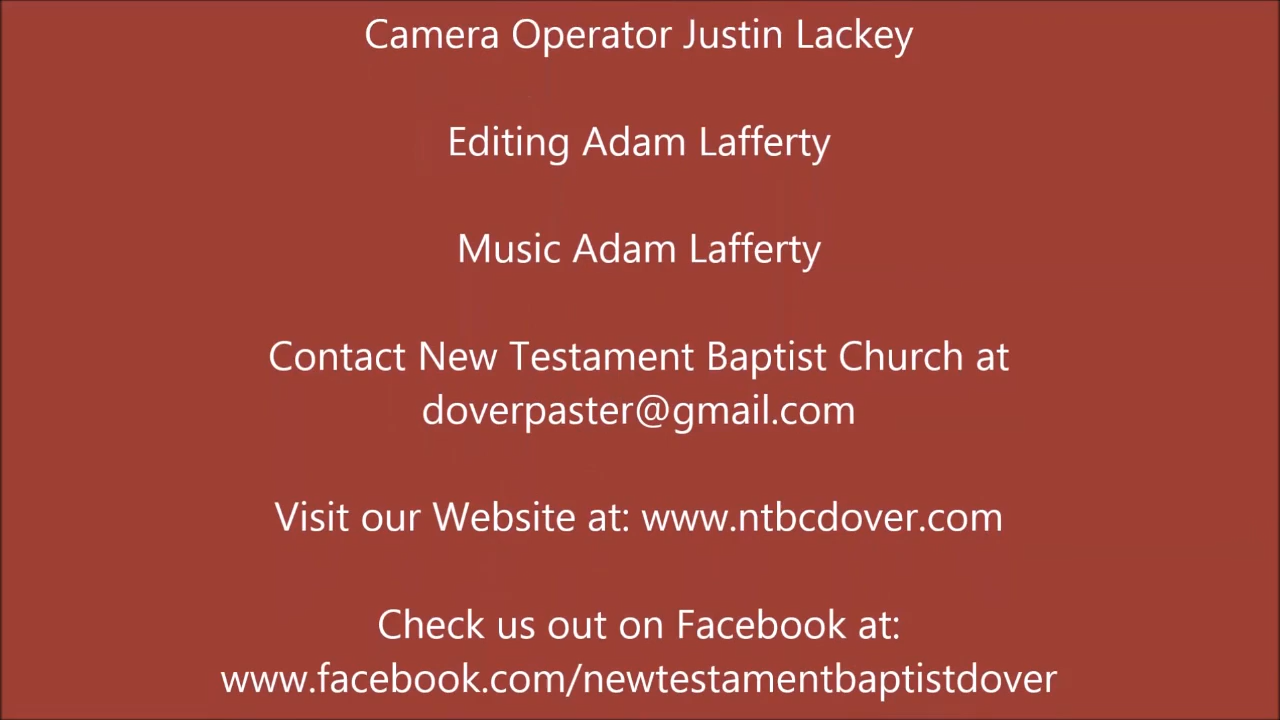 Camera Operator Justin Lackey
Editing Adam Lafferty
Music Adam Lafferty
Contact New Testament Baptist Church at
doverpaster@gmail.com
Visit our Website at: www.ntbcdover.com
Check us out on Facebook at:
www.facebook.com/newtestamentbaptistdover